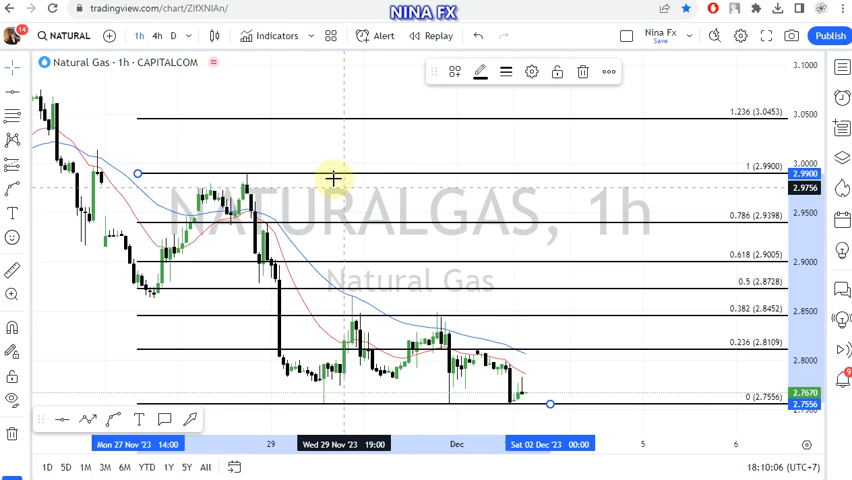 tradingview.com/chart/ZIfXNIAn/
NINA FX
14
NATURAL
1h 4h D
Indicators
Alert
Replay
Nina Fx
Save
Publish
Natural Gas · 1h · CAPITALCOM
3.1000
1.236 (3.0453)
3.0500
3.0000
1 (2.9900)
2.9900
2.9756
NATURALGAS, 1h
Natural Gas
2.9500
0.786 (2.9398)
0.618 (2.9005)
2.9000
0.5 (2.8728)
0.382 (2.8452)
2.8500
0.236 (2.8109)
2.8000
2.7670
0 (2.7556)
2.7556
9
Mon 27 Nov '23 14:00
29
Wed 29 Nov '23 19:00
Dec
Sat 02 Dec '23 00:00
5
6
1D 5D 1M 3M 6M YTD 1Y 5Y All
18:10:06 (UTC+7)